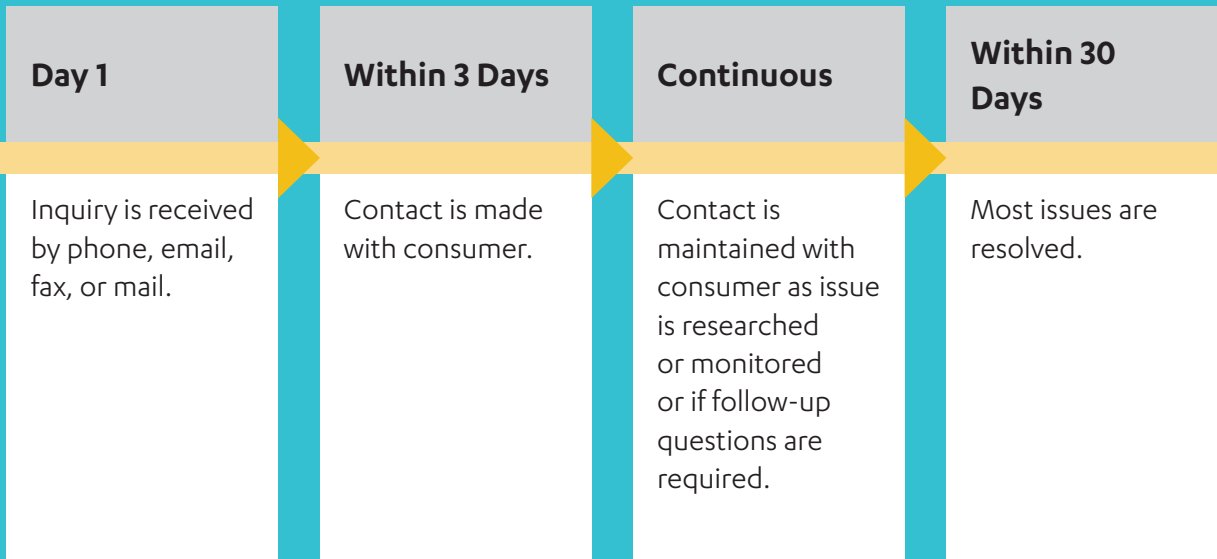 Day 1
Inquiry is received
by phone, email,
fax, or mail.
Within 3 Days
Contact is made
with consumer.
Continuous
Contact is
maintained with
consumer as issue
is researched
or monitored
or if follow-up
questions are
required.
Within 30
Days
Most issues are
resolved.